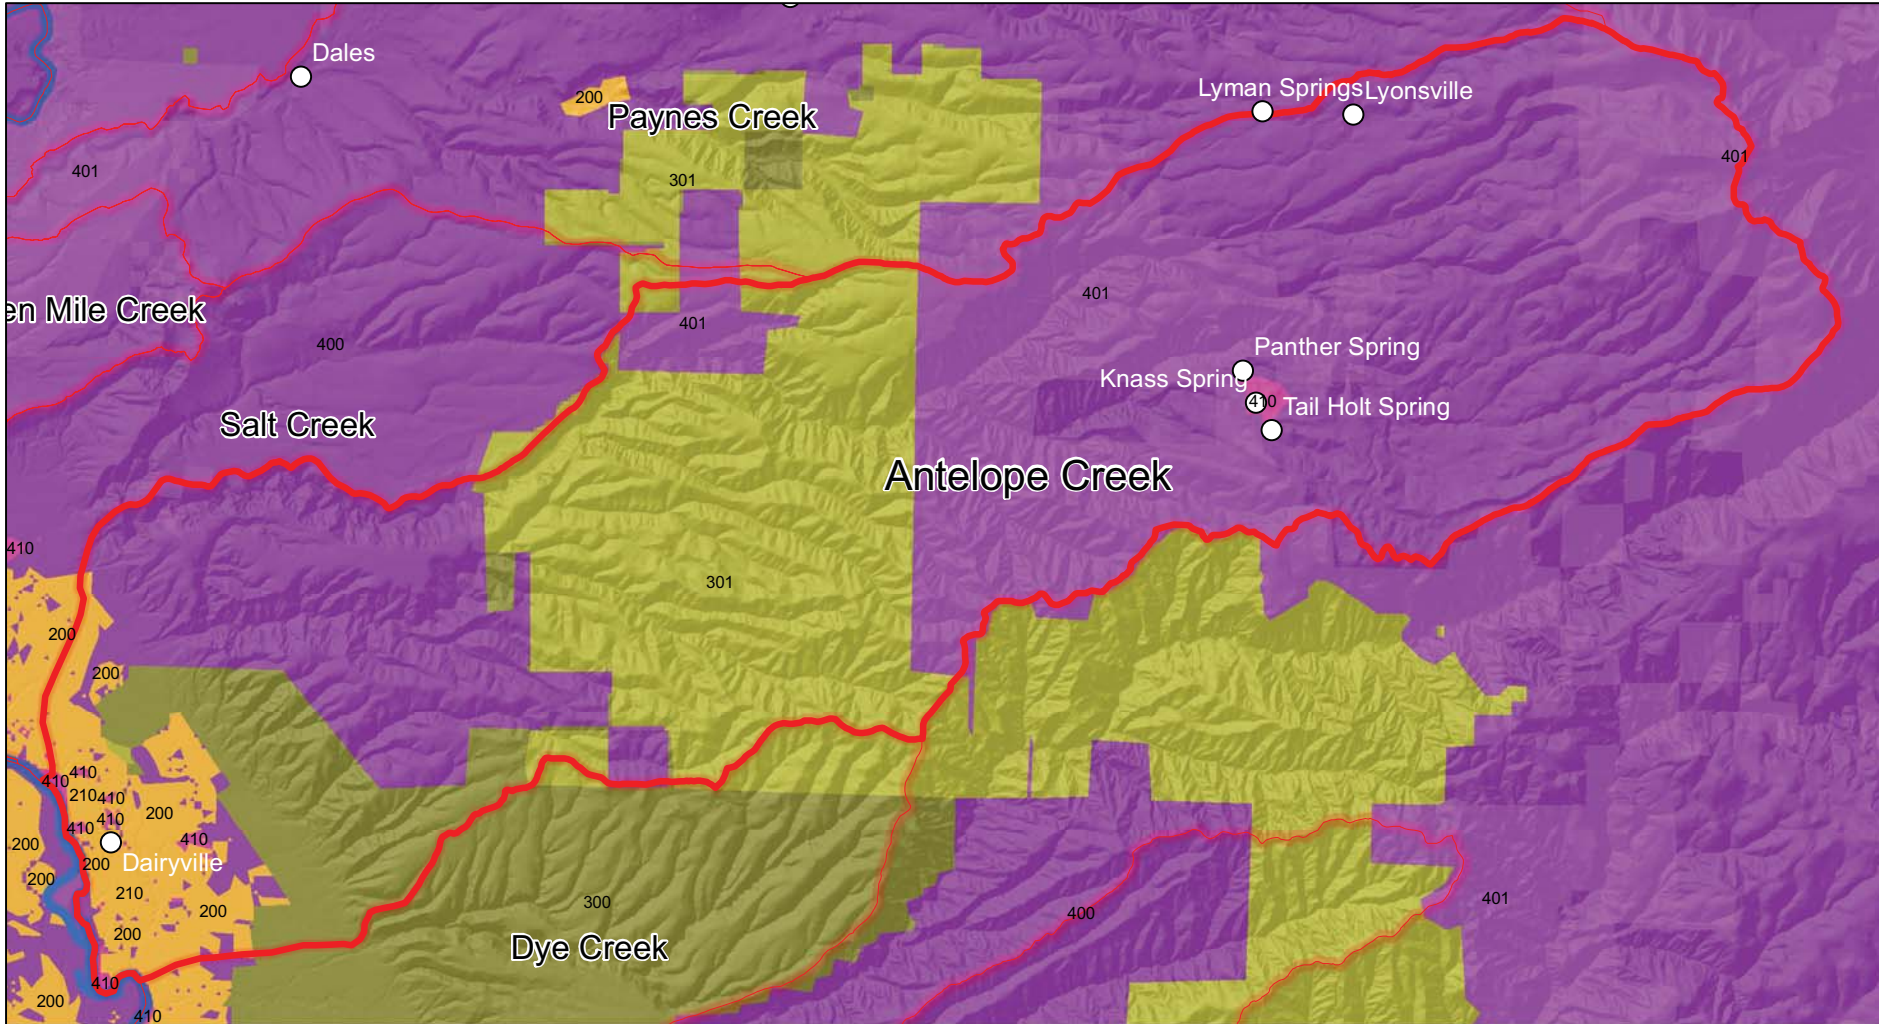 Dales
200
Paynes Creek
Lyman Springs
Lyonsville
401
401
301
en Mile Creek
400
401
401
Panther Spring
Knass Spring
410
Tail Holt Spring
Salt Creek
Antelope Creek
410
301
200
200
410
410
210
410
200
410
410
410
200
200
Dairyville
200
210
200
200
300
400
401
Dye Creek
410
200
410